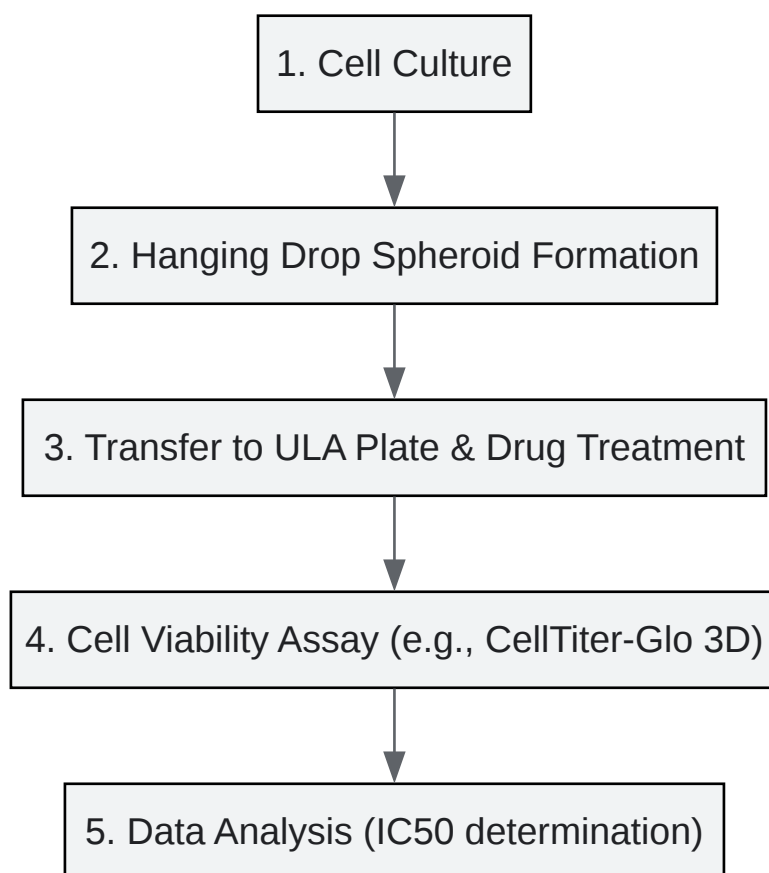 1. Cell Culture
2. Hanging Drop Spheroid Formation
3. Transfer to ULA Plate & Drug Treatment
4. Cell Viability Assay (e.g., CellTiter-Glo 3D)
5. Data Analysis (IC50 determination)